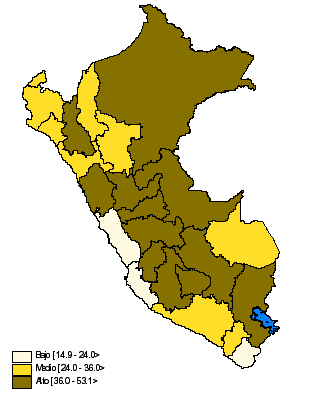 Bajo [14.9 - 24.0>
Medio [24.0 - 36.0>
Alto [36.0 - 53.1>